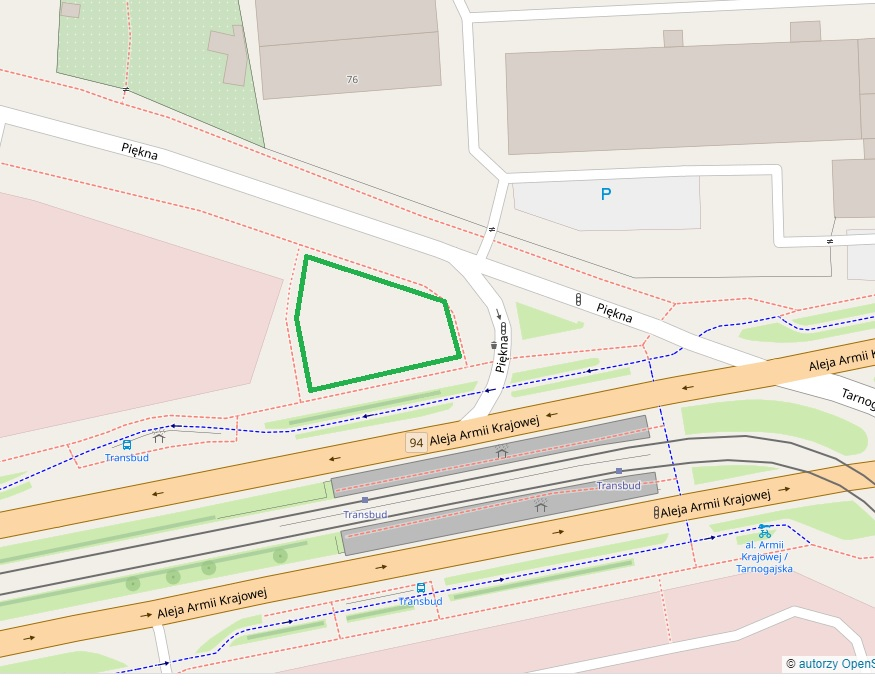 76
Piękna
P
Piękna
Piękna
Aleja Armii K
Tarnog
94
Aleja Armii Krajowej
Transbud
Transbud
Transbud
Aleja Armii Krajowej
al. Armii
Krajowej /
Tarnogajska
Transbud
Aleja Armii Krajowej
© autorzy OpenS